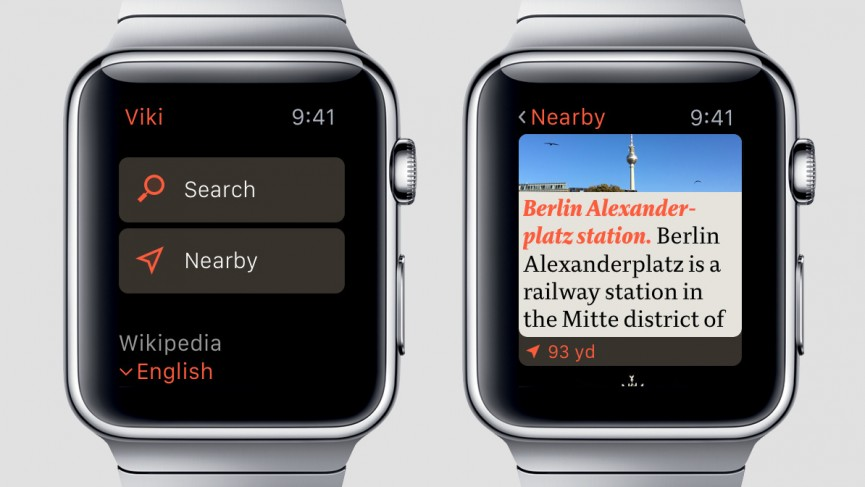 Viki 9:41
Search
Nearby
Wikipedia
English
Nearby 9:41
Berlin Alexander-
platz station. Berlin
Alexanderplatz is a
railway station in
the Mitte district of
93 yd